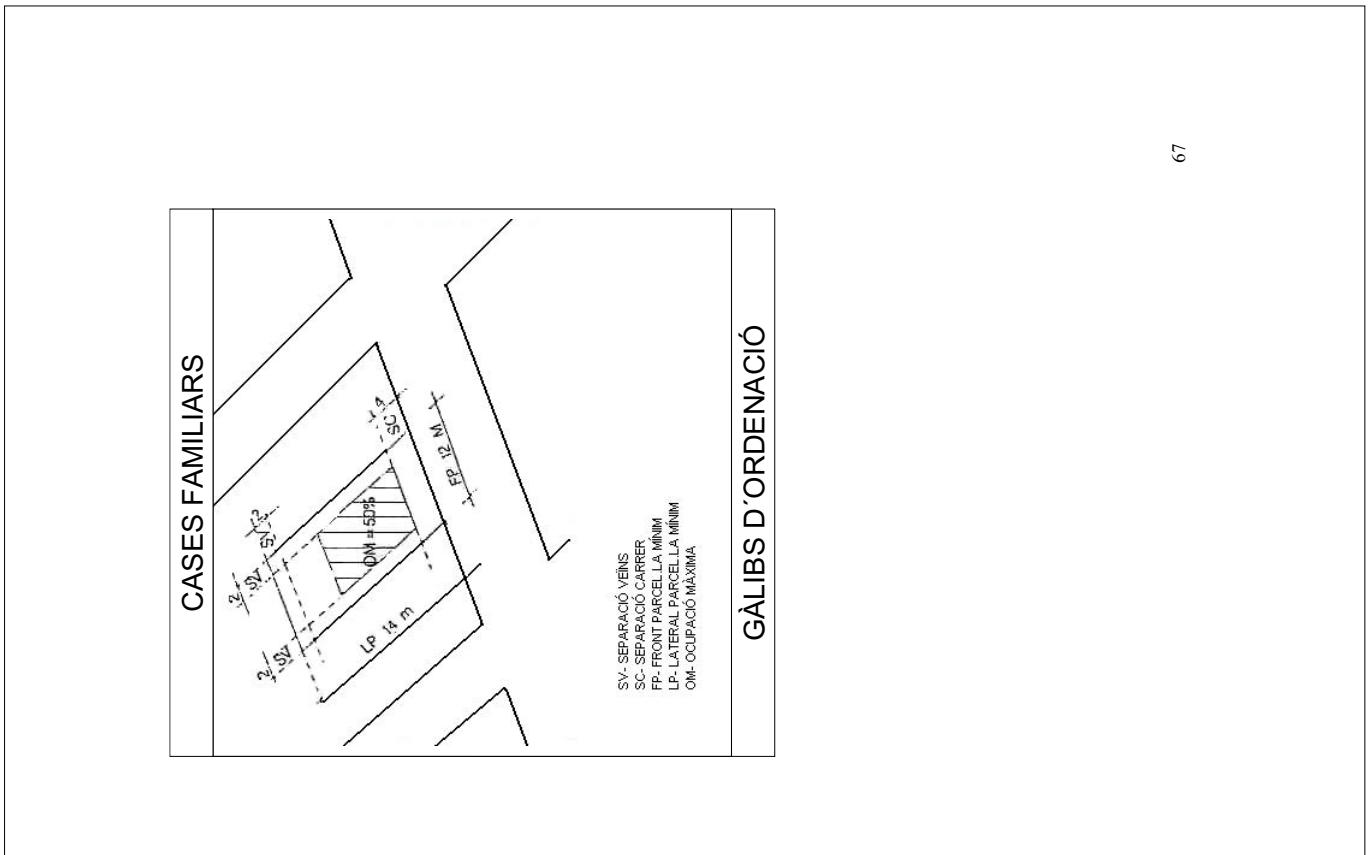 CASES FAMILIARS
2
SV
2
SV
SV 2
OM = 50%
SC 4
FP 12 M
LP 14 m
SV- SEPARACIÓ VEÏNS
SC- SEPARACIÓ CARRER
FP- FRONT PARCEL.LA MÍNIM
LP- LATERAL PARCEL.LA MÍNIM
OM- OCUPACIÓ MÀXIMA
GÀLIBS D´ORDENACIÓ
67